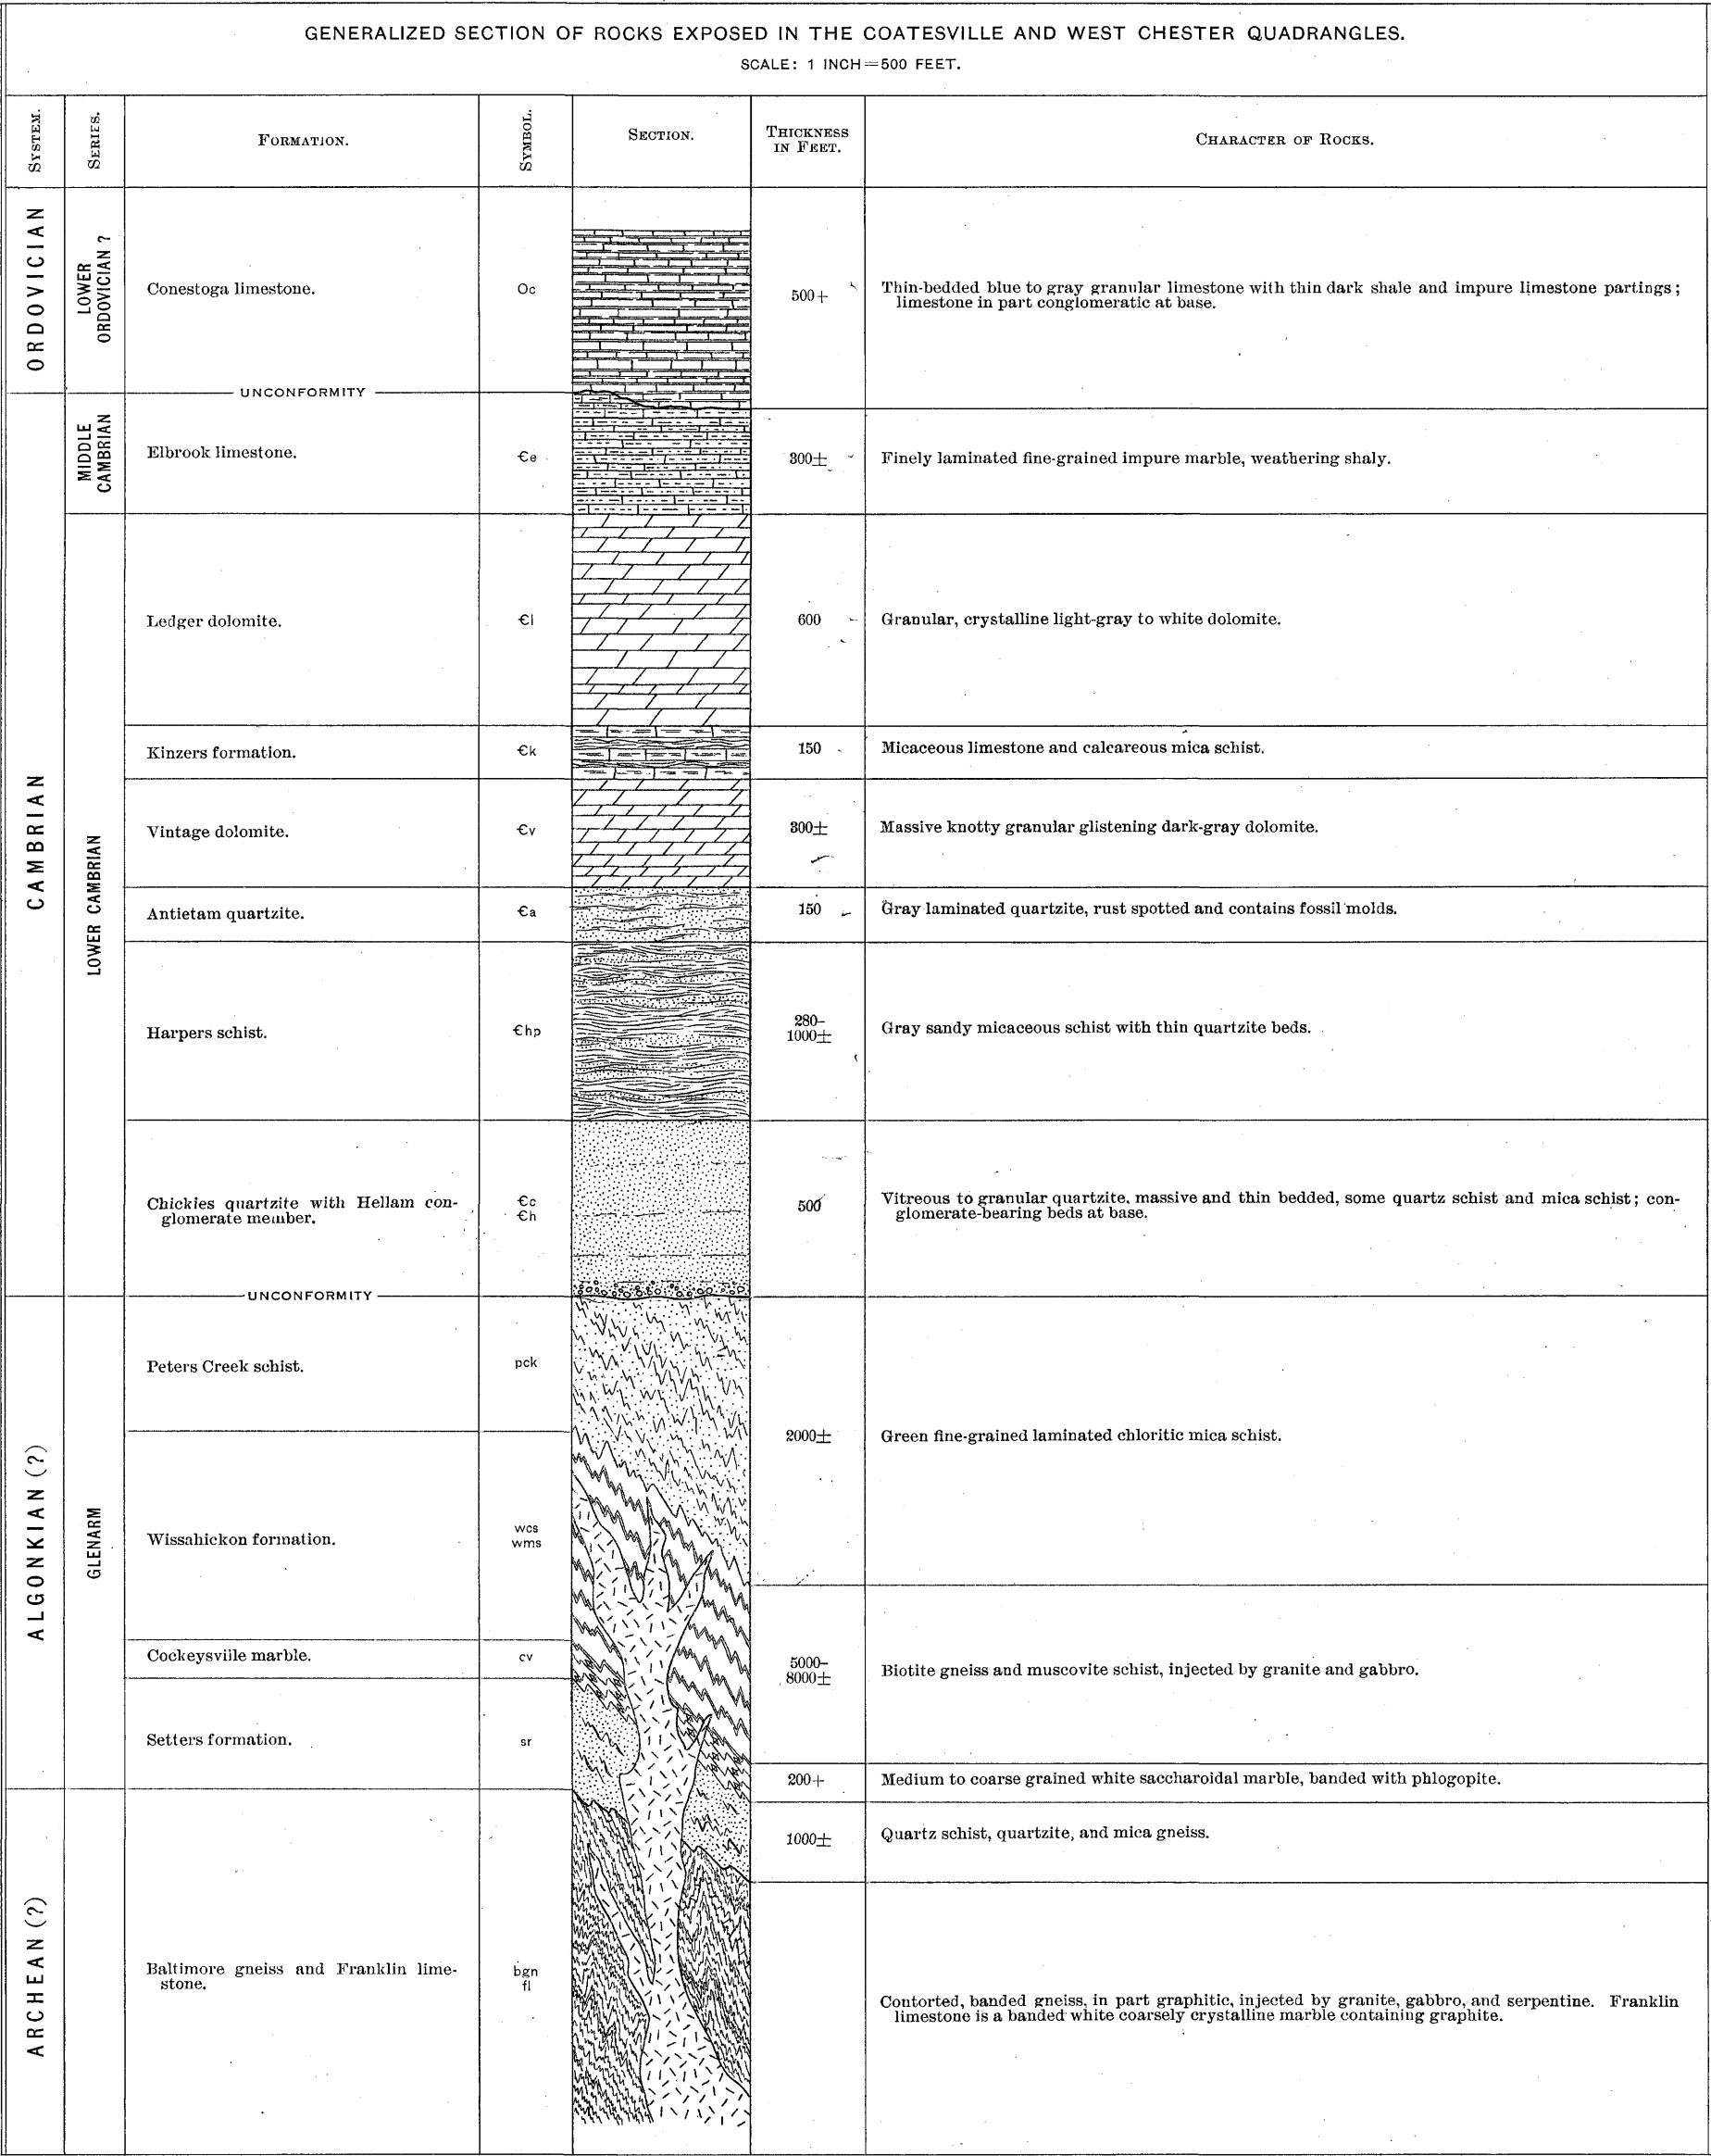 GENERALIZED SECTION OF ROCKS EXPOSED IN THE COATESVILLE AND WEST CHESTER QUADRANGLES.
SCALE: 1 INCH=500 FEET.
SYSTEM.
SERIES.
FORMATION.
SYMBOL.
SECTION.
THICKNESS
IN FEET.
CHARACTER OF ROCKS.
ORDOVICIAN
LOWER
ORDOVICIAN ?
Conestoga limestone.
Oc
500+
Thin-bedded blue to gray granular limestone with thin dark shale and impure limestone partings;
limestone in part conglomeratic at base.
UNCONFORMITY
CAMBRIAN
MIDDLE
CAMBRIAN
Elbrook limestone.
Єe
300±
Finely laminated fine-grained impure marble, weathering shaly.
LOWER CAMBRIAN
Ledger dolomite.
Єl
600
Granular, crystalline light-gray to white dolomite.
Kinzers formation.
Єk
150
Micaceous limestone and calcareous mica schist.
Vintage dolomite.
Єv
300±
Massive knotty granular glistening dark-gray dolomite.
Antietam quartzite.
Єa
150
Gray laminated quartzite, rust spotted and contains fossil molds.
Harpers schist.
Єhp
280-
1000±
Gray sandy micaceous schist with thin quartzite beds.
Chickies quartzite with Hellam con-
glomerate member.
Єc
Єh
500
Vitreous to granular quartzite, massive and thin bedded, some quartz schist and mica schist; con-
glomerate-bearing beds at base.
UNCONFORMITY
ALGONKIAN (?)
GLENARM
Peters Creek schist.
pck
2000±
Green fine-grained laminated chloritic mica schist.
Wissahickon formation.
wcs
wms
5000-
8000±
Biotite gneiss and muscovite schist, injected by granite and gabbro.
Cockeysville marble.
cv
200+
Medium to coarse grained white saccharoidal marble, banded with phlogopite.
Setters formation.
sr
1000±
Quartz schist, quartzite, and mica gneiss.
ARCHEAN (?)
Baltimore gneiss and Franklin lime-
stone.
bgn
fl
Contorted, banded gneiss, in part graphitic, injected by granite, gabbro, and serpentine. Franklin
limestone is a banded white coarsely crystalline marble containing graphite.